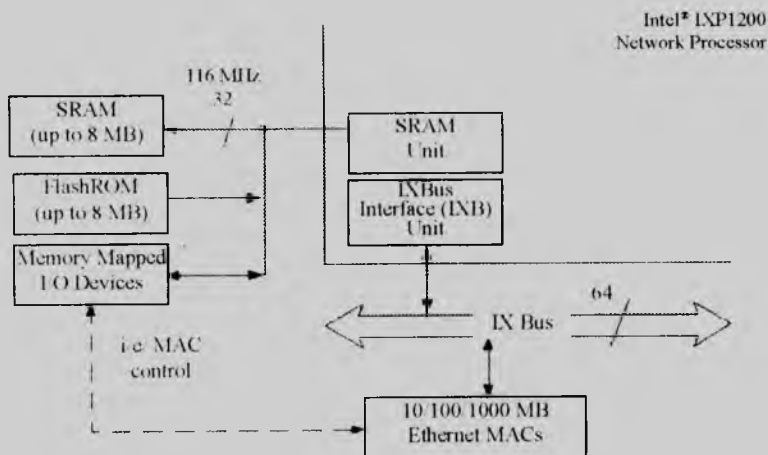 Intel® IXP1200
Network Processor
116 MHz
32
SRAM
(up to 8 MB)
SRAM
Unit
FlashROM
(up to 8 MB)
IXBus
Interface (IXB)
Unit
Memory Mapped
I/O Devices
64
IX Bus
i.e. MAC
control
10/100/1000 MB
Ethernet MACs